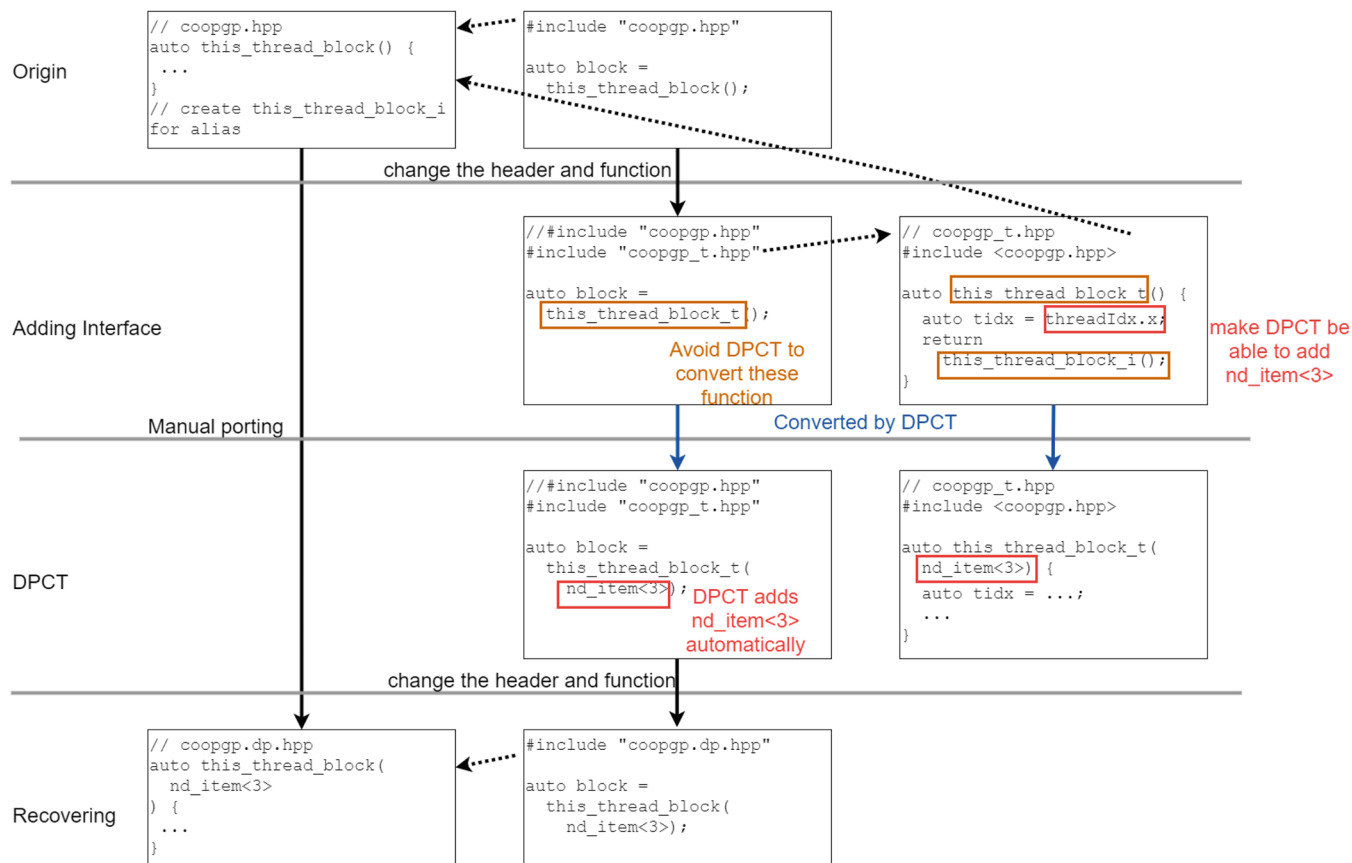 Origin
// coopgp.hpp
auto this_thread_block() {
...
}
// create this_thread_block_i
for alias
#include "coopgp.hpp"
auto block =
this_thread_block();
change the header and function
Adding Interface
//#include "coopgp.hpp"
#include "coopgp_t.hpp"
auto block =
this_thread_block_t();
Avoid DPCT to
convert these
function
// coopgp_t.hpp
#include <coopgp.hpp>
auto this_thread_block_t() {
auto tidx = threadIdx.x;
return
this_thread_block_i();
}
make DPCT be
able to add
nd_item<3>
Manual porting
Converted by DPCT
DPCT
//#include "coopgp.hpp"
#include "coopgp_t.hpp"
auto block =
this_thread_block_t(
nd_item<3>);
DPCT adds
nd_item<3>
automatically
// coopgp_t.hpp
#include <coopgp.hpp>
auto this_thread_block_t(
nd_item<3>) {
auto tidx = ...;
...
}
change the header and function
Recovering
// coopgp.dp.hpp
auto this_thread_block(
nd_item<3>
) {
...
}
#include "coopgp.dp.hpp"
auto block =
this_thread_block(
nd_item<3>);